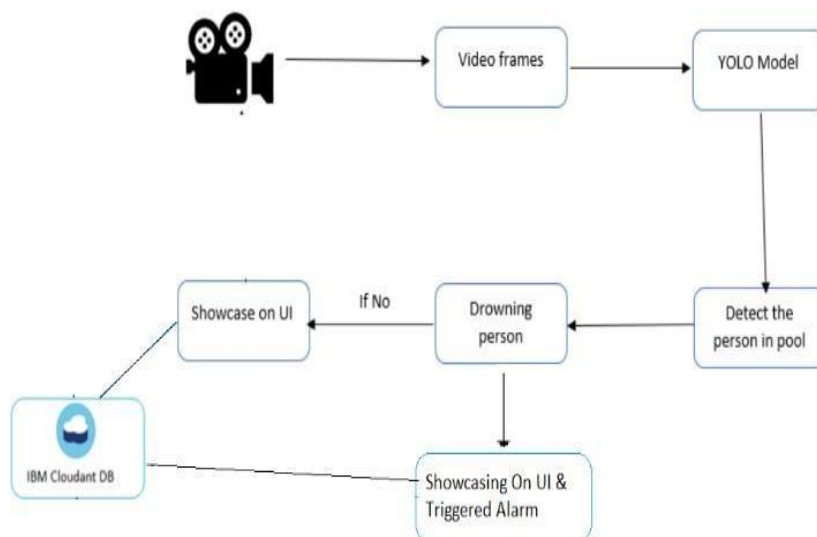 Video frames
YOLO Model
Detect the
person in pool
Drowning
person
If No
Showcase on UI
IBM Cloudant DB
Showcasing On UI &
Triggered Alarm